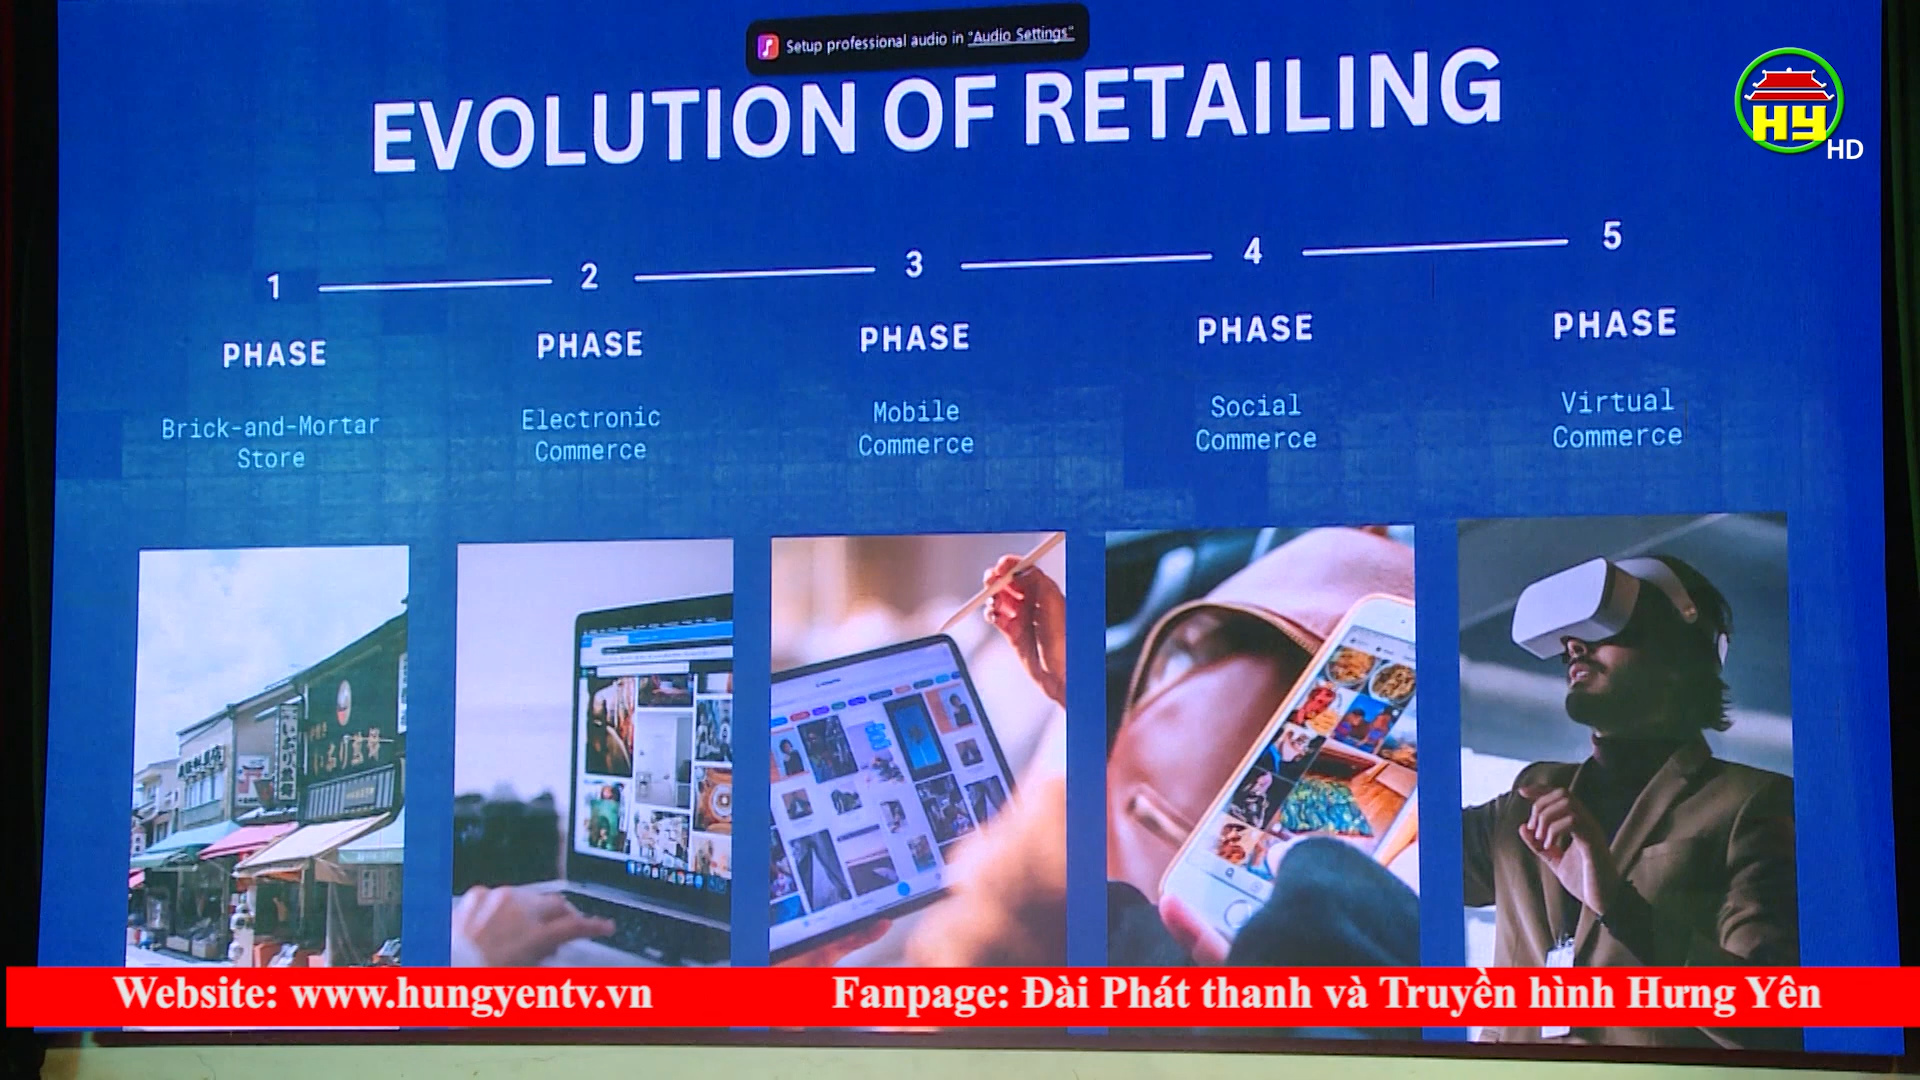 Setup professional audio in "Audio Settings"
EVOLUTION OF RETAILING
HY
HD
1
2
3
4
5
PHASE
PHASE
PHASE
PHASE
PHASE
Brick-and-Mortar
Store
Electronic
Commerce
Mobile
Commerce
Social
Commerce
Virtual
Commerce
Website: www.hungyentv.vn
Fanpage: Đài Phát thanh và Truyền hình Hưng Yên